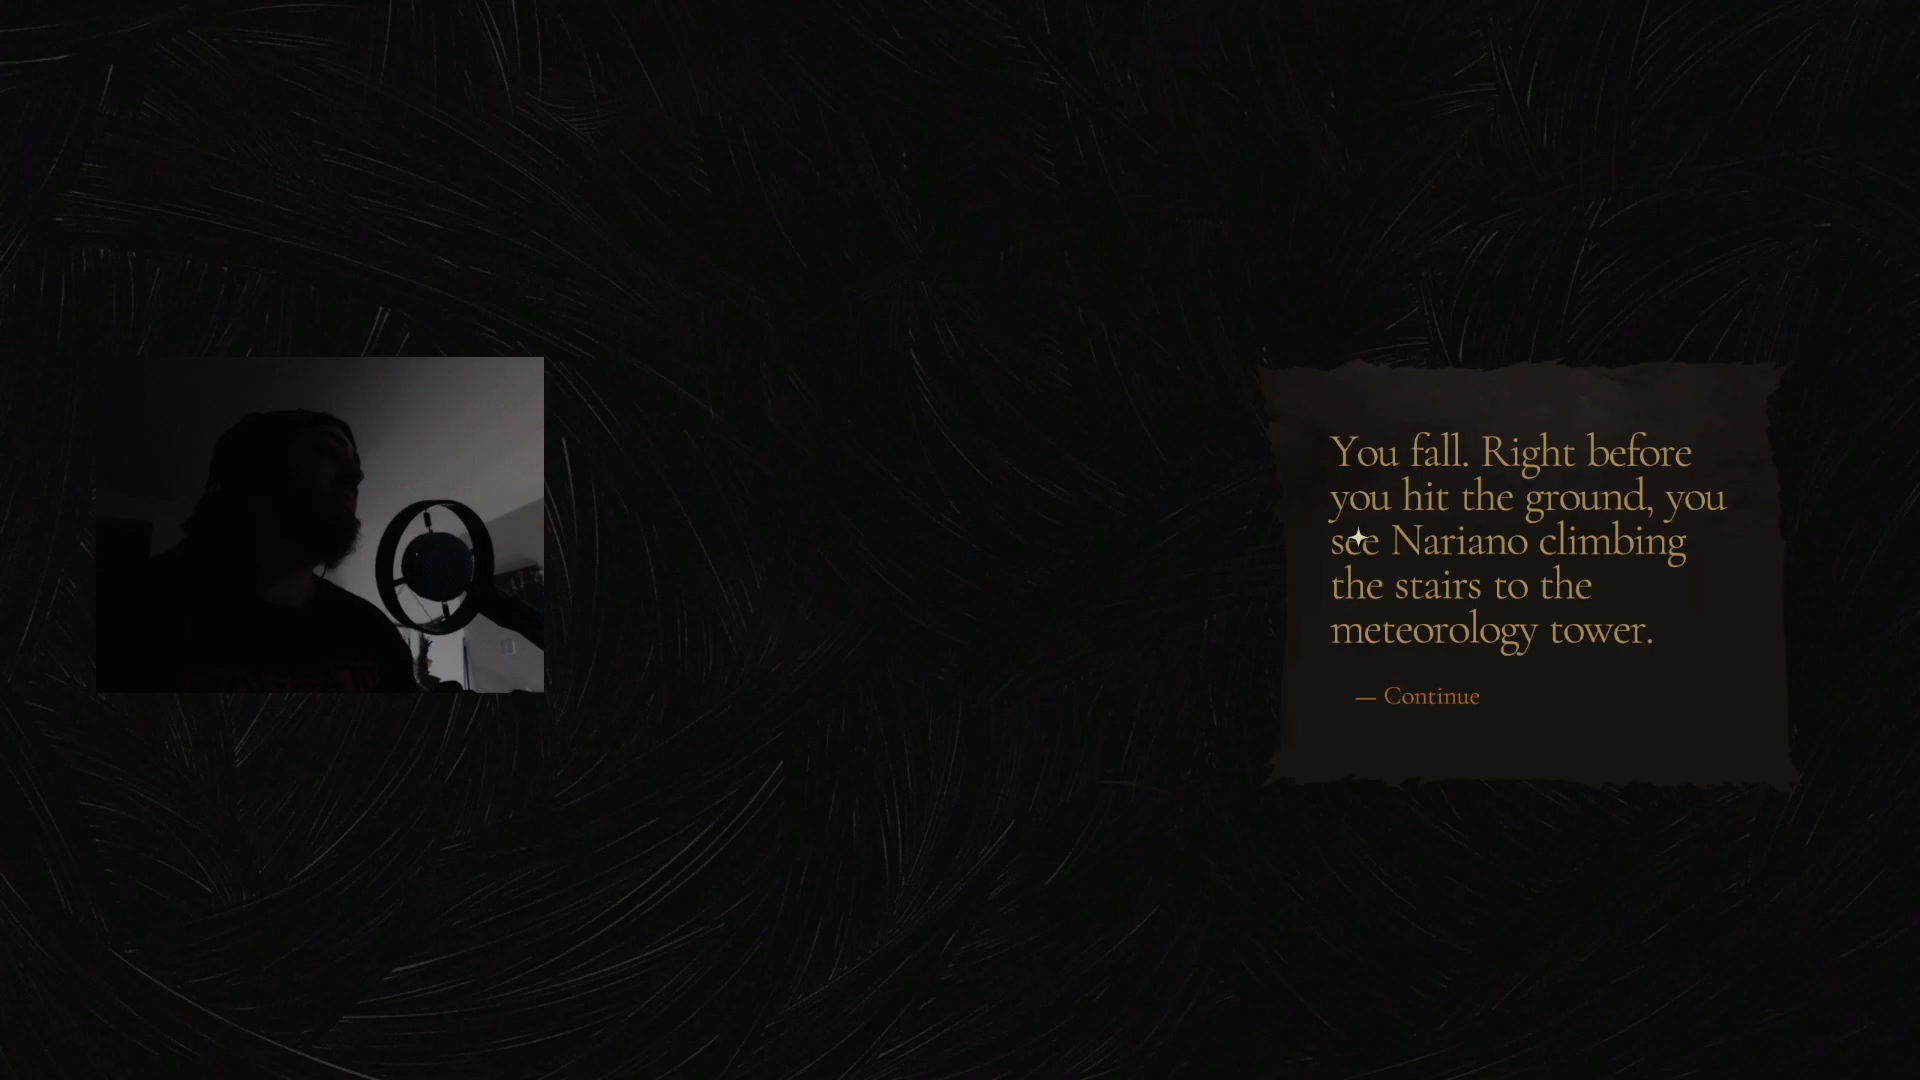 You fall. Right before
you hit the ground, you
see Nariano climbing
the stairs to the
meteorology tower.
— Continue